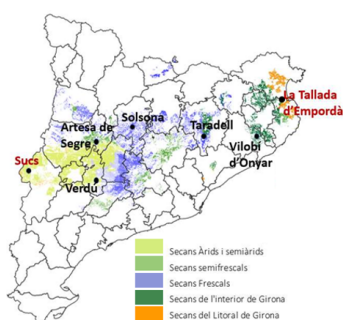 La Tallada
d'Empordà
Solsona
Taradell
Artesa de
Segre
Vilobí
d'Onyar
Sucs
Verdú
Secans Àrids i semiàrids
Secans semifrescals
Secans Frescals
Secans de l'interior de Girona
Secans del Litoral de Girona